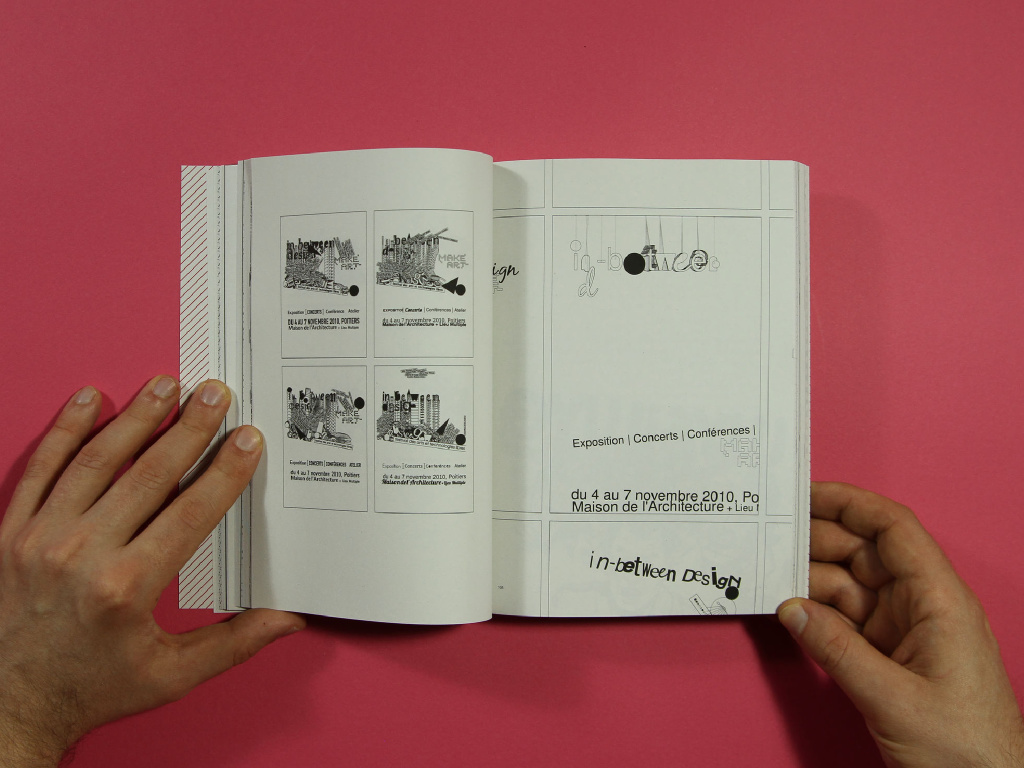 in-between
design
MAKE
ART
Exposition | CONCERTS | Conférence Atelier
DU 4 AU 7 NOVEMBRE 2010, POITIERS
Maison de l'Architecture + Lieu Multiple
in-between
design
MAKE
ART
EXPOSITION | Concerts | Conférences | Atelier
du 4 au 7 novembre 2010, Poitiers
Maison de l'Architecture + Lieu Multiple
in-between
design
MAKE
ART
Exposition | CONCERTS | CONFÉRENCES ATELIER
du 4 au 7 novembre 2010, Poitiers
Maison de l'Architecture + Lieu Multiple
in-between
design
Exposition | Concerts | Conférences Atelier
du 4 au 7 novembre 2010, Poitiers
Maison de l'Architecture + Lieu Multiple
ign
in-between
d
Exposition | Concerts | Conférences |
MAK
AR
du 4 au 7 novembre 2010, Po
Maison de l'Architecture + Lieu
in-between Design